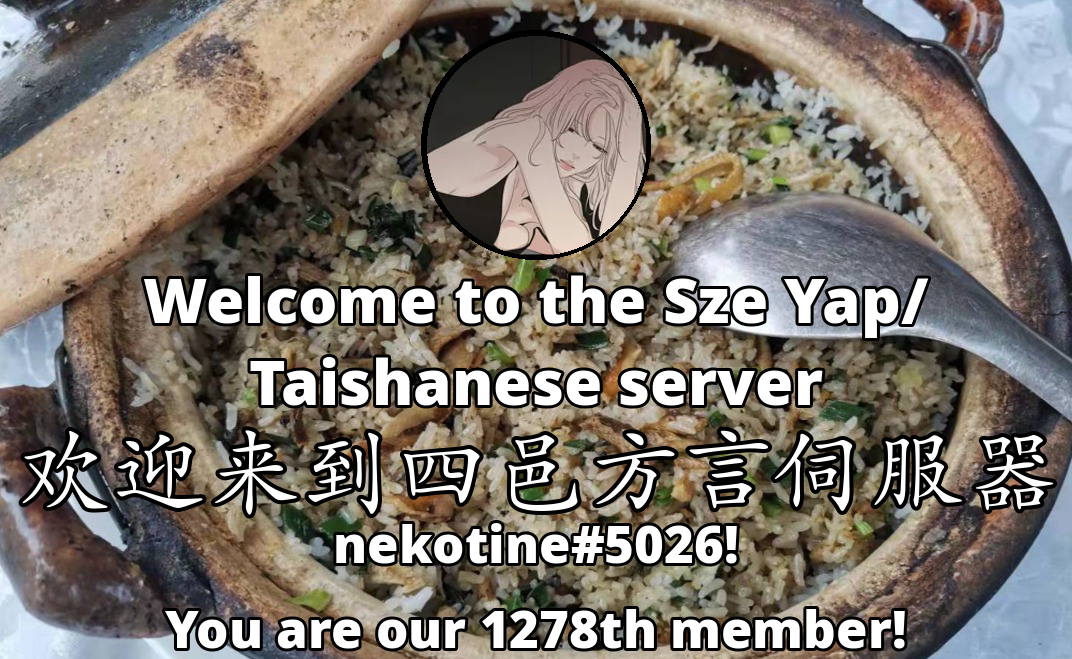 Welcome to the Sze Yap/
Taishanese server
欢迎来到四邑方言伺服器
nekotine#5026!
You are our 1278th member!